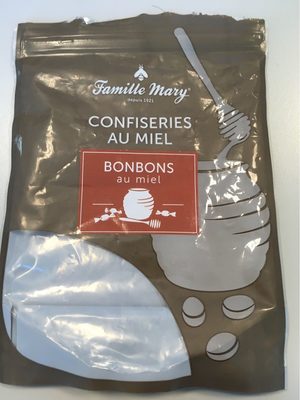 Famille Mary
depuis 1921
CONFISERIES
AU MIEL
BONBONS
au miel